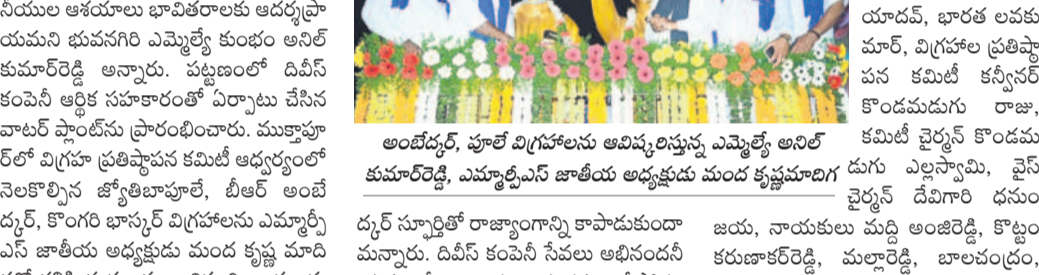 నీయుల ఆశయాలు భావితరాలకు ఆదర్శప్రా
యమని భువనగిరి ఎమ్మెల్యే కుంభం అనిల్
కుమార్‌రెడ్డి అన్నారు. పట్టణంలో దివీస్
కంపెనీ ఆర్థిక సహకారంతో ఏర్పాటు చేసిన
వాటర్ ప్లాంట్‌ను ప్రారంభించారు. ముక్తాపూ
ర్‌లో విగ్రహ ప్రతిష్ఠాపన కమిటీ ఆధ్వర్యంలో
నెలకొల్పిన జ్యోతిబాపూలే, బీఆర్ అంబే
ద్కర్, కొంగరి భాస్కర్ విగ్రహాలను ఎమ్మార్పీ
ఎస్ జాతీయ అధ్యక్షుడు మంద కృష్ణ మాది
అంబేద్కర్, పూలే విగ్రహాలను ఆవిష్కరిస్తున్న ఎమ్మెల్యే అనిల్
కుమార్‌రెడ్డి, ఎమ్మార్పీఎస్ జాతీయ అధ్యక్షుడు మంద కృష్ణమాదిగ
ద్కర్ స్ఫూర్తితో రాజ్యాంగాన్ని కాపాడుకుందా
మన్నారు. దివీస్ కంపెనీ సేవలు అభినందనీ
యాదవ్, భారత లవకు
మార్, విగ్రహాల ప్రతిష్ఠా
పన కమిటీ కన్వీనర్
కొండమడుగు రాజు,
కమిటీ చైర్మన్ కొండమ
డుగు ఎల్లస్వామి, వైస్
చైర్మన్ దేవిగారి ధనుం
జయ, నాయకులు మద్ది అంజిరెడ్డి, కొట్టం
కరుణాకర్‌రెడ్డి, మల్లారెడ్డి, బాలచంద్రం,